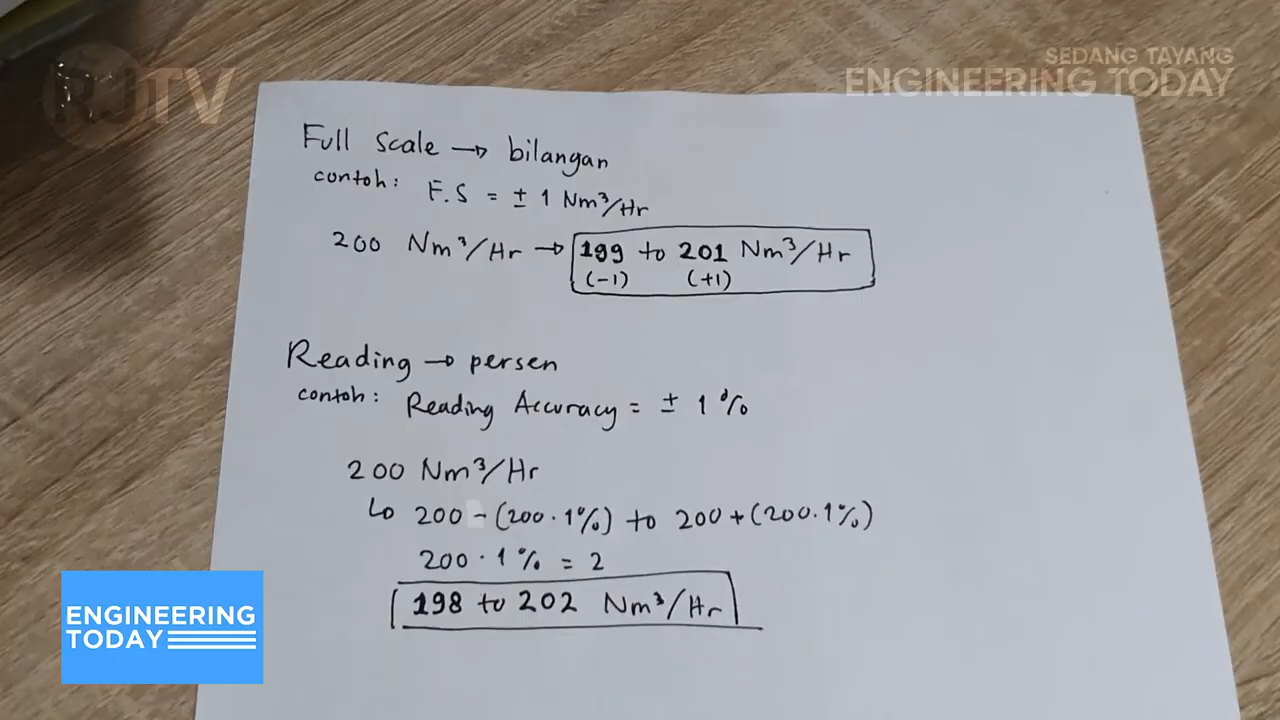 RJTV
SEDANG TAYANG
ENGINEERING TODAY
Full scale → bilangan
contoh: F.S = ± 1 Nm³/Hr
200 Nm³/Hr → 199 to 201 Nm³/Hr
(-1) (+1)
Reading → persen
contoh: Reading Accuracy = ± 1%
200 Nm³/Hr
↳ 200 - (200 . 1%) to 200 + (200 . 1%)
200 . 1% = 2
198 to 202 Nm³/Hr
ENGINEERING
TODAY